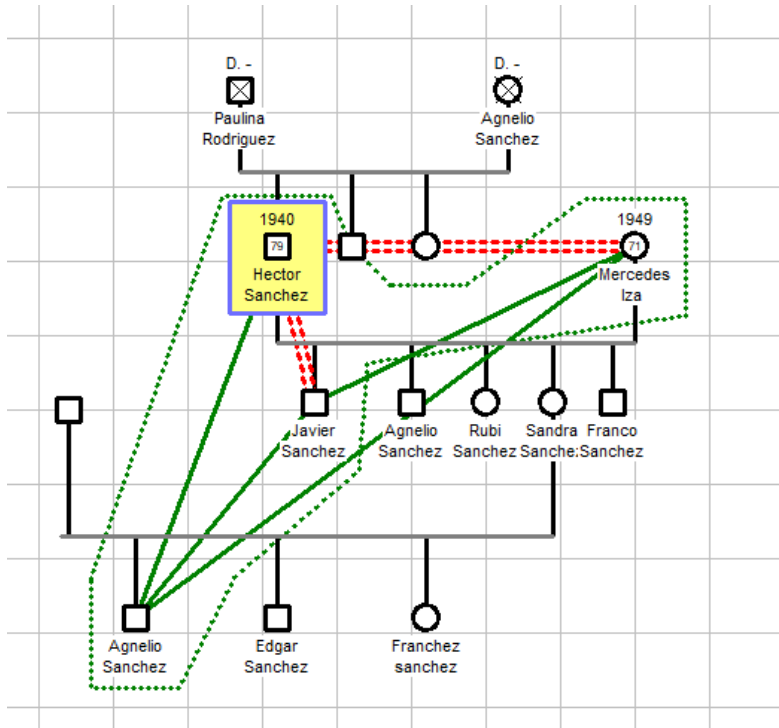 D. -
D. -
Paulina
Rodriguez
Agnelio
Sanchez
1940
79
Hector
Sanchez
1949
71
Mercedes
Iza
Javier
Sanchez
Agnelio
Sanchez
Rubi
Sanchez
Sandra
Sanche:
Franco
Sanchez
Agnelio
Sanchez
Edgar
Sanchez
Franchez
sanchez